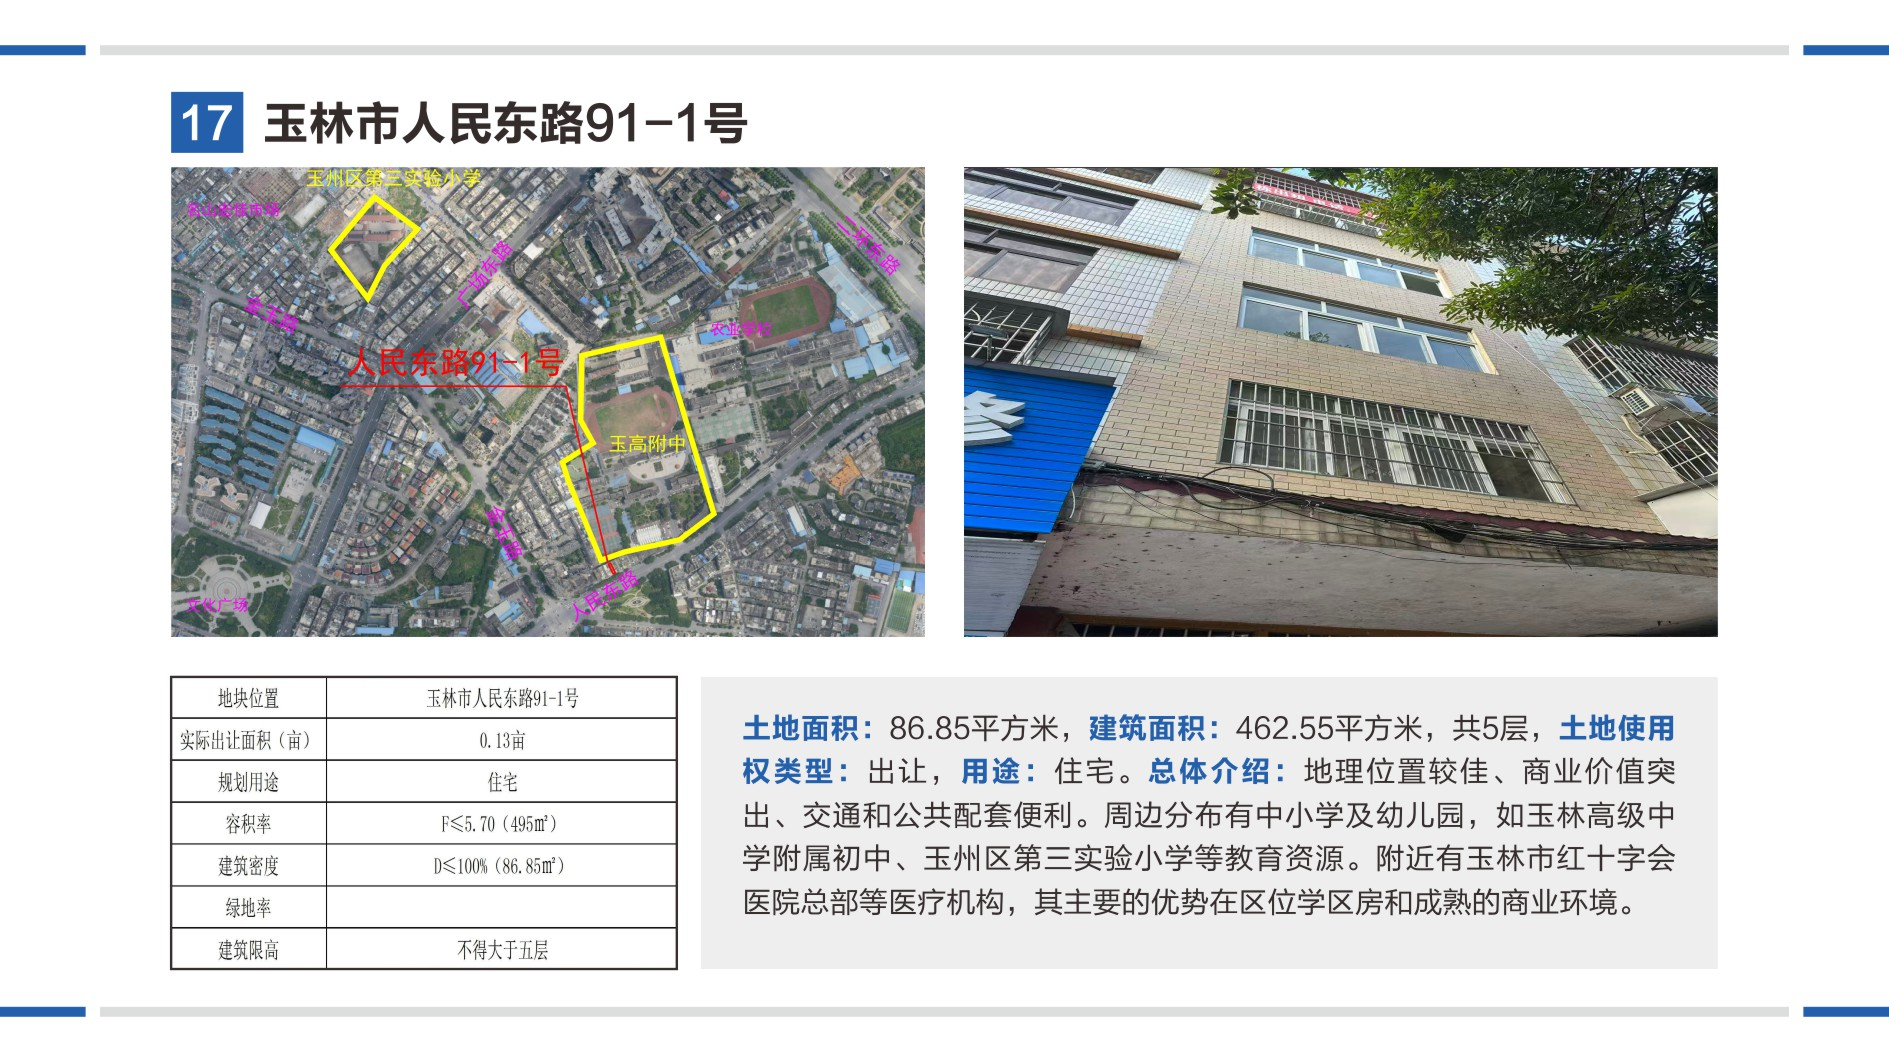 17 玉林市人民东路91-1号
玉州区第三实验小学
广场东路
二环东路
农业学校
人民东路91-1号
玉高附中
人民东路
文化广场
务
地块位置 玉林市人民东路91-1号
实际出让面积（亩） 0.13亩
规划用途 住宅
容积率 F≤5.70（495㎡）
建筑密度 D≤100%（86.85㎡）
绿地率
建筑限高 不得大于五层
土地面积：86.85平方米，建筑面积：462.55平方米，共5层，土地使用
权类型：出让，用途：住宅。总体介绍：地理位置较佳、商业价值突
出、交通和公共配套便利。周边分布有中小学及幼儿园，如玉林高级中
学附属初中、玉州区第三实验小学等教育资源。附近有玉林市红十字会
医院总部等医疗机构，其主要的优势在区位学区房和成熟的商业环境。